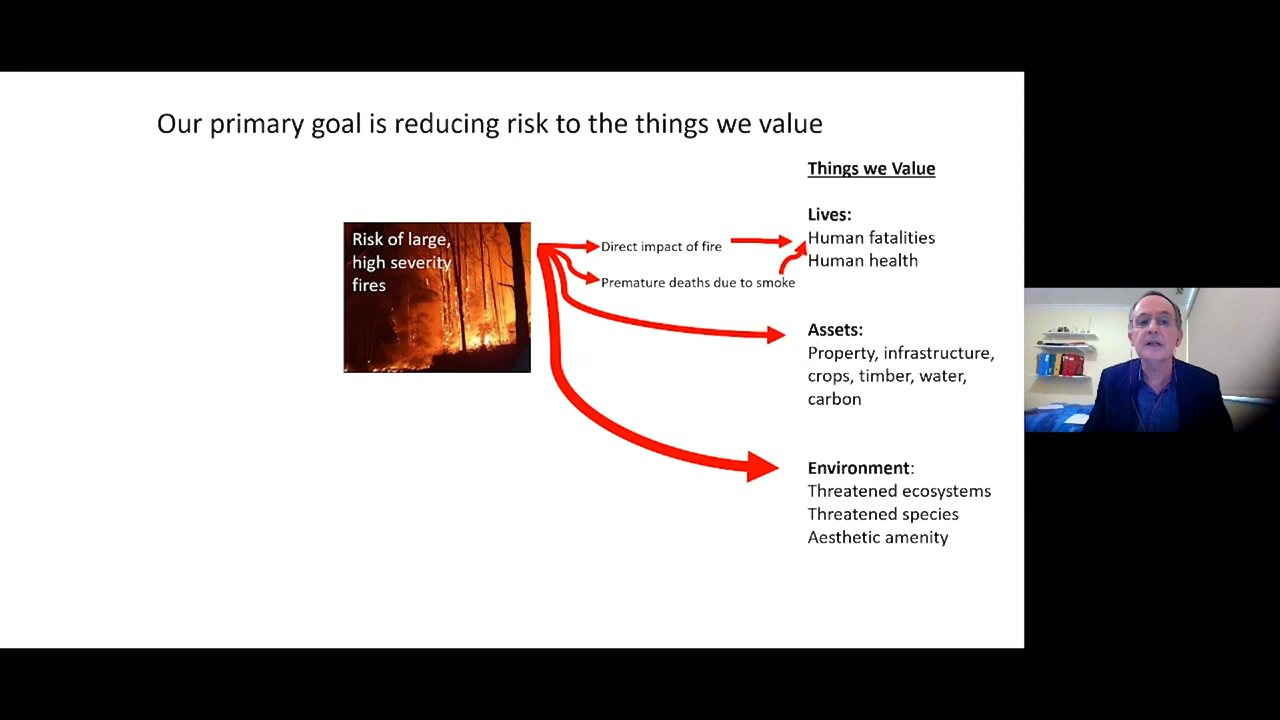 Our primary goal is reducing risk to the things we value
Things we Value
Risk of large,
high severity
fires
Direct impact of fire
Premature deaths due to smoke
Lives:
Human fatalities
Human health
Assets:
Property, infrastructure,
crops, timber, water,
carbon
Environment:
Threatened ecosystems
Threatened species
Aesthetic amenity